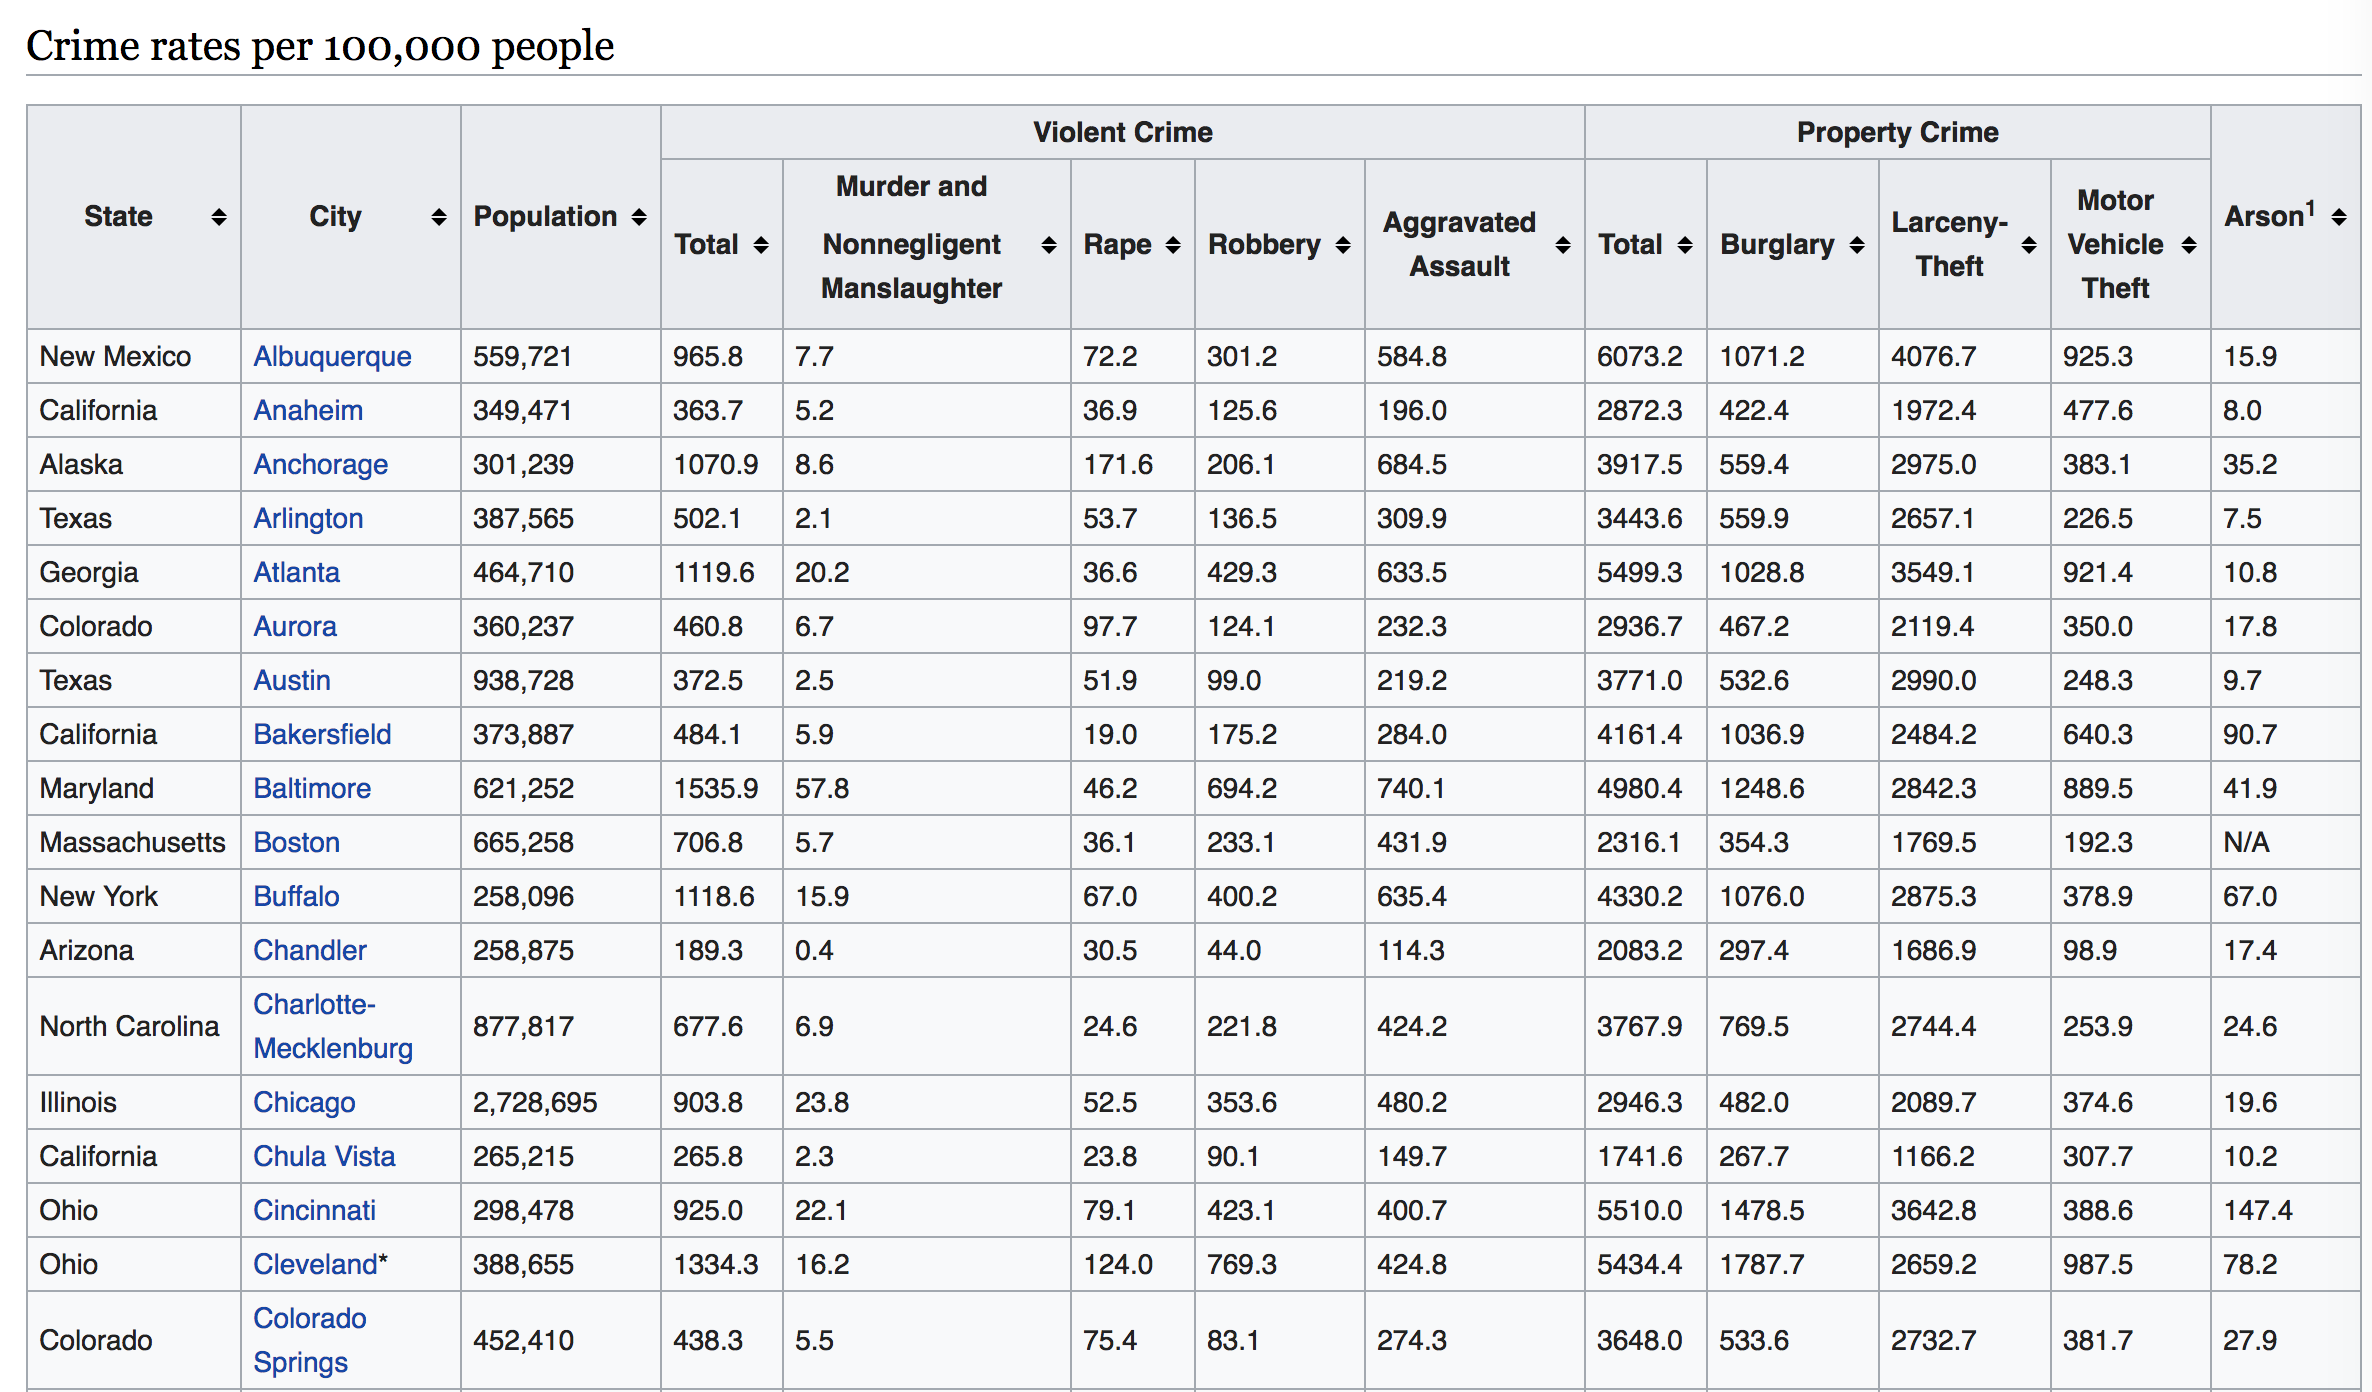 Crime rates per 100,000 people
State City Population Violent Crime Property Crime Arson1
Total Murder and Nonnegligent Manslaughter Rape Robbery Aggravated Assault Total Burglary Larceny-Theft Motor Vehicle Theft
New Mexico Albuquerque 559,721 965.8 7.7 72.2 301.2 584.8 6073.2 1071.2 4076.7 925.3 15.9
California Anaheim 349,471 363.7 5.2 36.9 125.6 196.0 2872.3 422.4 1972.4 477.6 8.0
Alaska Anchorage 301,239 1070.9 8.6 171.6 206.1 684.5 3917.5 559.4 2975.0 383.1 35.2
Texas Arlington 387,565 502.1 2.1 53.7 136.5 309.9 3443.6 559.9 2657.1 226.5 7.5
Georgia Atlanta 464,710 1119.6 20.2 36.6 429.3 633.5 5499.3 1028.8 3549.1 921.4 10.8
Colorado Aurora 360,237 460.8 6.7 97.7 124.1 232.3 2936.7 467.2 2119.4 350.0 17.8
Texas Austin 938,728 372.5 2.5 51.9 99.0 219.2 3771.0 532.6 2990.0 248.3 9.7
California Bakersfield 373,887 484.1 5.9 19.0 175.2 284.0 4161.4 1036.9 2484.2 640.3 90.7
Maryland Baltimore 621,252 1535.9 57.8 46.2 694.2 740.1 4980.4 1248.6 2842.3 889.5 41.9
Massachusetts Boston 665,258 706.8 5.7 36.1 233.1 431.9 2316.1 354.3 1769.5 192.3 N/A
New York Buffalo 258,096 1118.6 15.9 67.0 400.2 635.4 4330.2 1076.0 2875.3 378.9 67.0
Arizona Chandler 258,875 189.3 0.4 30.5 44.0 114.3 2083.2 297.4 1686.9 98.9 17.4
North Carolina Charlotte-Mecklenburg 877,817 677.6 6.9 24.6 221.8 424.2 3767.9 769.5 2744.4 253.9 24.6
Illinois Chicago 2,728,695 903.8 23.8 52.5 353.6 480.2 2946.3 482.0 2089.7 374.6 19.6
California Chula Vista 265,215 265.8 2.3 23.8 90.1 149.7 1741.6 267.7 1166.2 307.7 10.2
Ohio Cincinnati 298,478 925.0 22.1 79.1 423.1 400.7 5510.0 1478.5 3642.8 388.6 147.4
Ohio Cleveland* 388,655 1334.3 16.2 124.0 769.3 424.8 5434.4 1787.7 2659.2 987.5 78.2
Colorado Colorado Springs 452,410 438.3 5.5 75.4 83.1 274.3 3648.0 533.6 2732.7 381.7 27.9